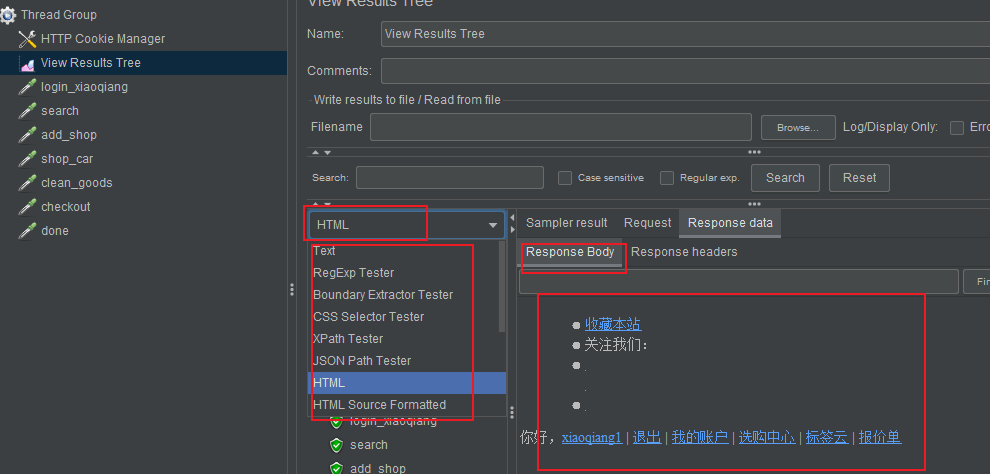 Thread Group
HTTP Cookie Manager
View Results Tree
login_xiaoqiang
search
add_shop
shop_car
clean_goods
checkout
done
View Results Tree
Name: View Results Tree
Comments:
Write results to file / Read from file
Filename Browse... Log/Display Only:
Search: Case sensitive Regular exp. Search Reset
HTML
Text
RegExp Tester
Boundary Extractor Tester
CSS Selector Tester
XPath Tester
JSON Path Tester
HTML
HTML Source Formatted
login_xiaoqiang
search
add_shop
Sampler result Request Response data
Response Body Response headers
收藏本站
关注我们：
你好，xiaoqiang1 | 退出 | 我的账户 | 选购中心 | 标签云 | 报价单